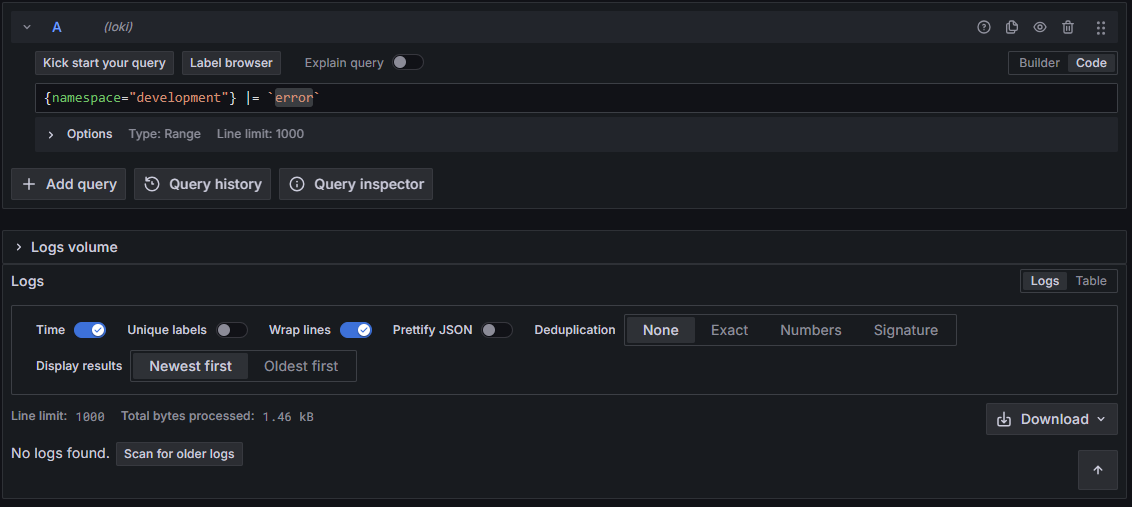 A (loki)
Kick start your query Label browser Explain query Builder Code
{namespace="development"} |= `error`
Options Type: Range Line limit: 1000
Add query Query history Query inspector
Logs volume
Logs Logs Table
Time Unique labels Wrap lines Prettify JSON Deduplication None Exact Numbers Signature
Display results Newest first Oldest first
Line limit: 1000 Total bytes processed: 1.46 kB Download
No logs found. Scan for older logs